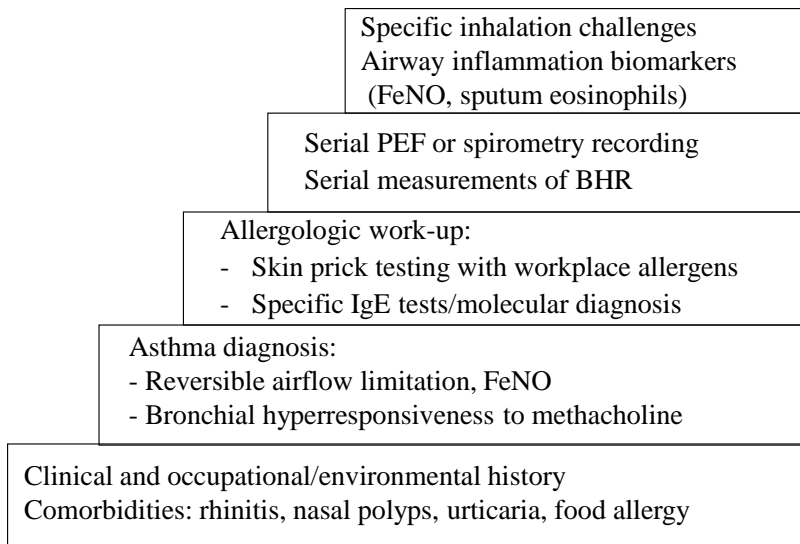 Specific inhalation challenges
Airway inflammation biomarkers
(FeNO, sputum eosinophils)
Serial PEF or spirometry recording
Serial measurements of BHR
Allergologic work-up:
- Skin prick testing with workplace allergens
- Specific IgE tests/molecular diagnosis
Asthma diagnosis:
- Reversible airflow limitation, FeNO
- Bronchial hyperresponsiveness to methacholine
Clinical and occupational/environmental history
Comorbidities: rhinitis, nasal polyps, urticaria, food allergy